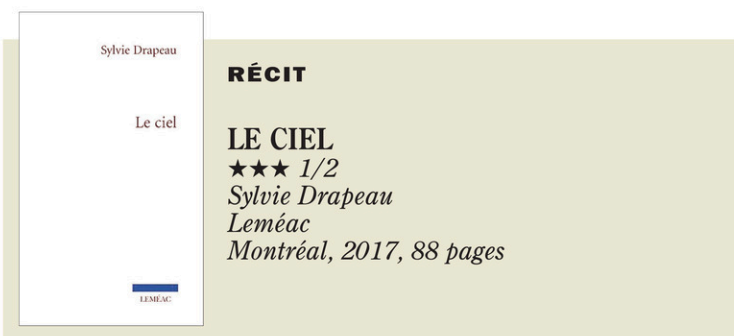 Sylvie Drapeau
Le ciel
LEMÉAC
RÉCIT
LE CIEL
★★★ 1/2
Sylvie Drapeau
Leméac
Montréal, 2017, 88 pages